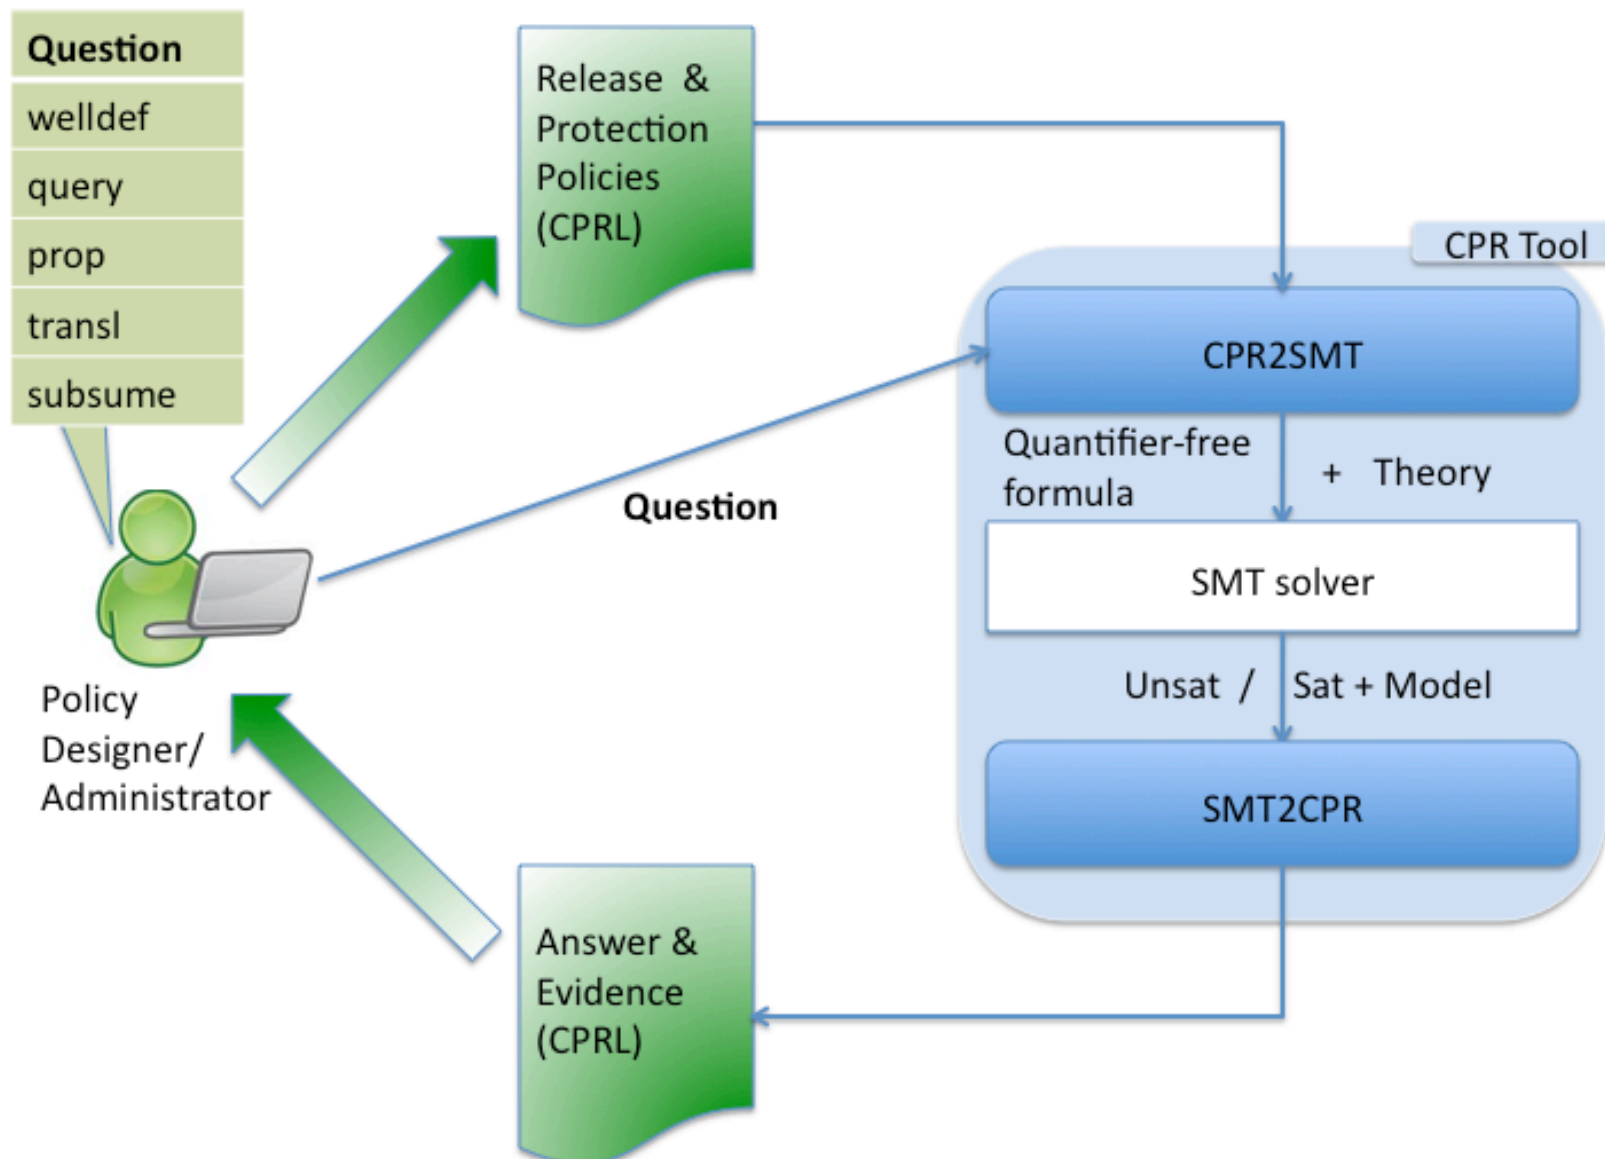 Question
welldef
query
prop
transl
subsume
Release & 
Protection
Policies
(CPRL)
CPR Tool
CPR2SMT
Quantifier-free
formula
+ Theory
Question
SMT solver
Unsat / Sat + Model
SMT2CPR
Policy
Designer/
Administrator
Answer &
Evidence
(CPRL)